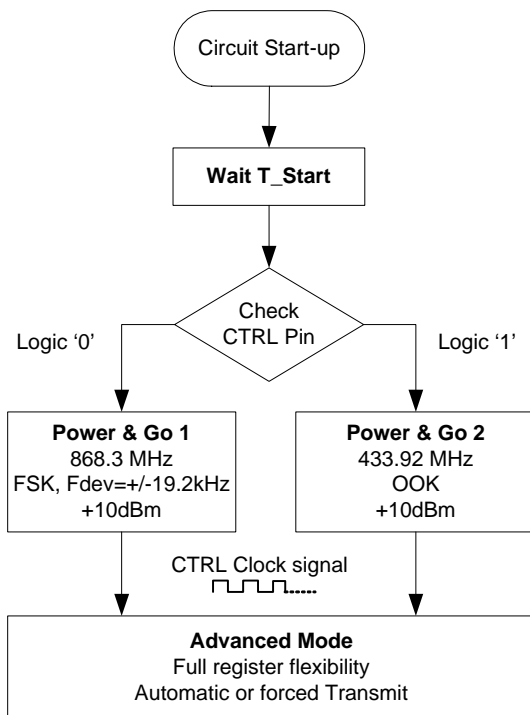 Circuit Start-up
Wait T_Start
Check
CTRL Pin
Logic ‘0’
Logic ‘1’
Power & Go 1
868.3 MHz
FSK, Fdev=+/-19.2kHz
+10dBm
Power & Go 2
433.92 MHz
OOK
+10dBm
CTRL Clock signal
Advanced Mode
Full register flexibility
Automatic or forced Transmit